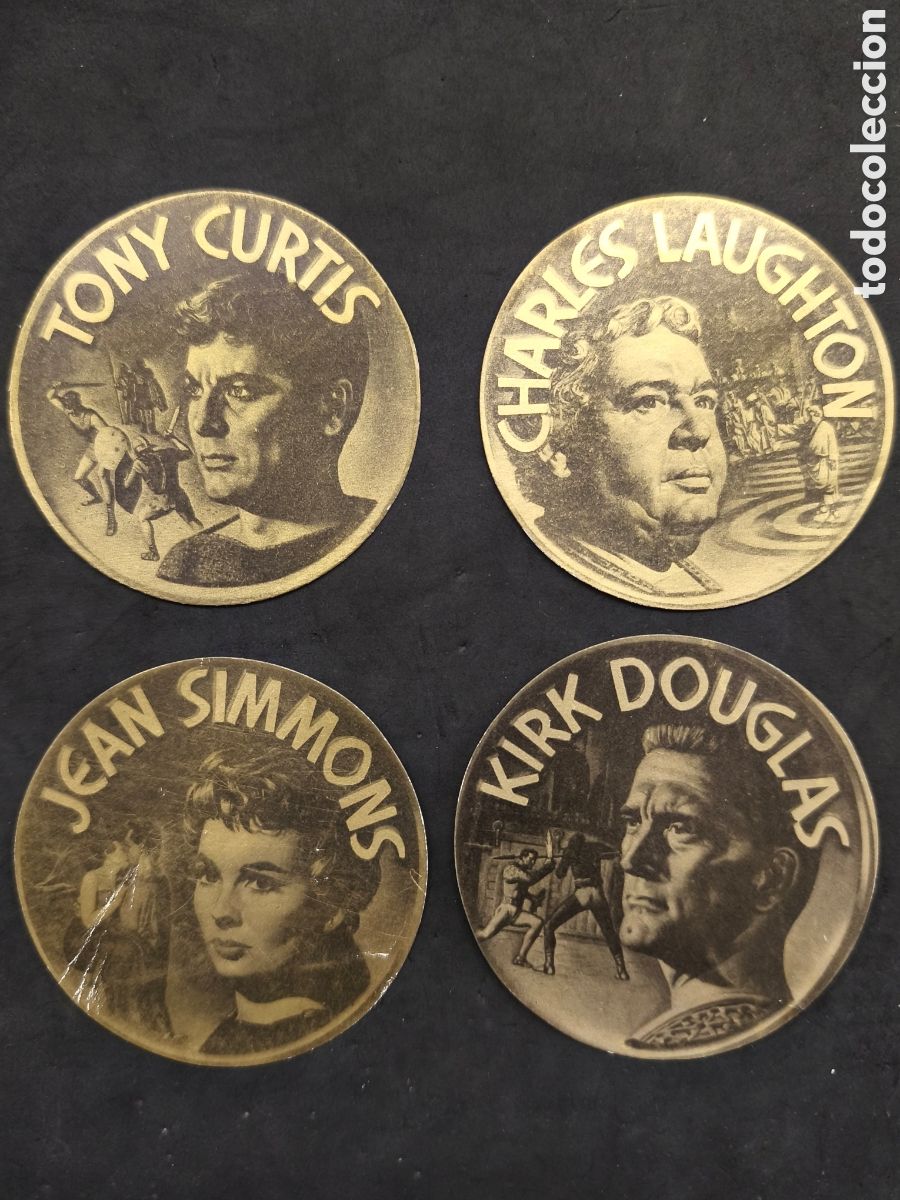 todocoleccion
TONY CURTIS
CHARLES LAUGHTON
JEAN SIMMONS
KIRK DOUGLAS